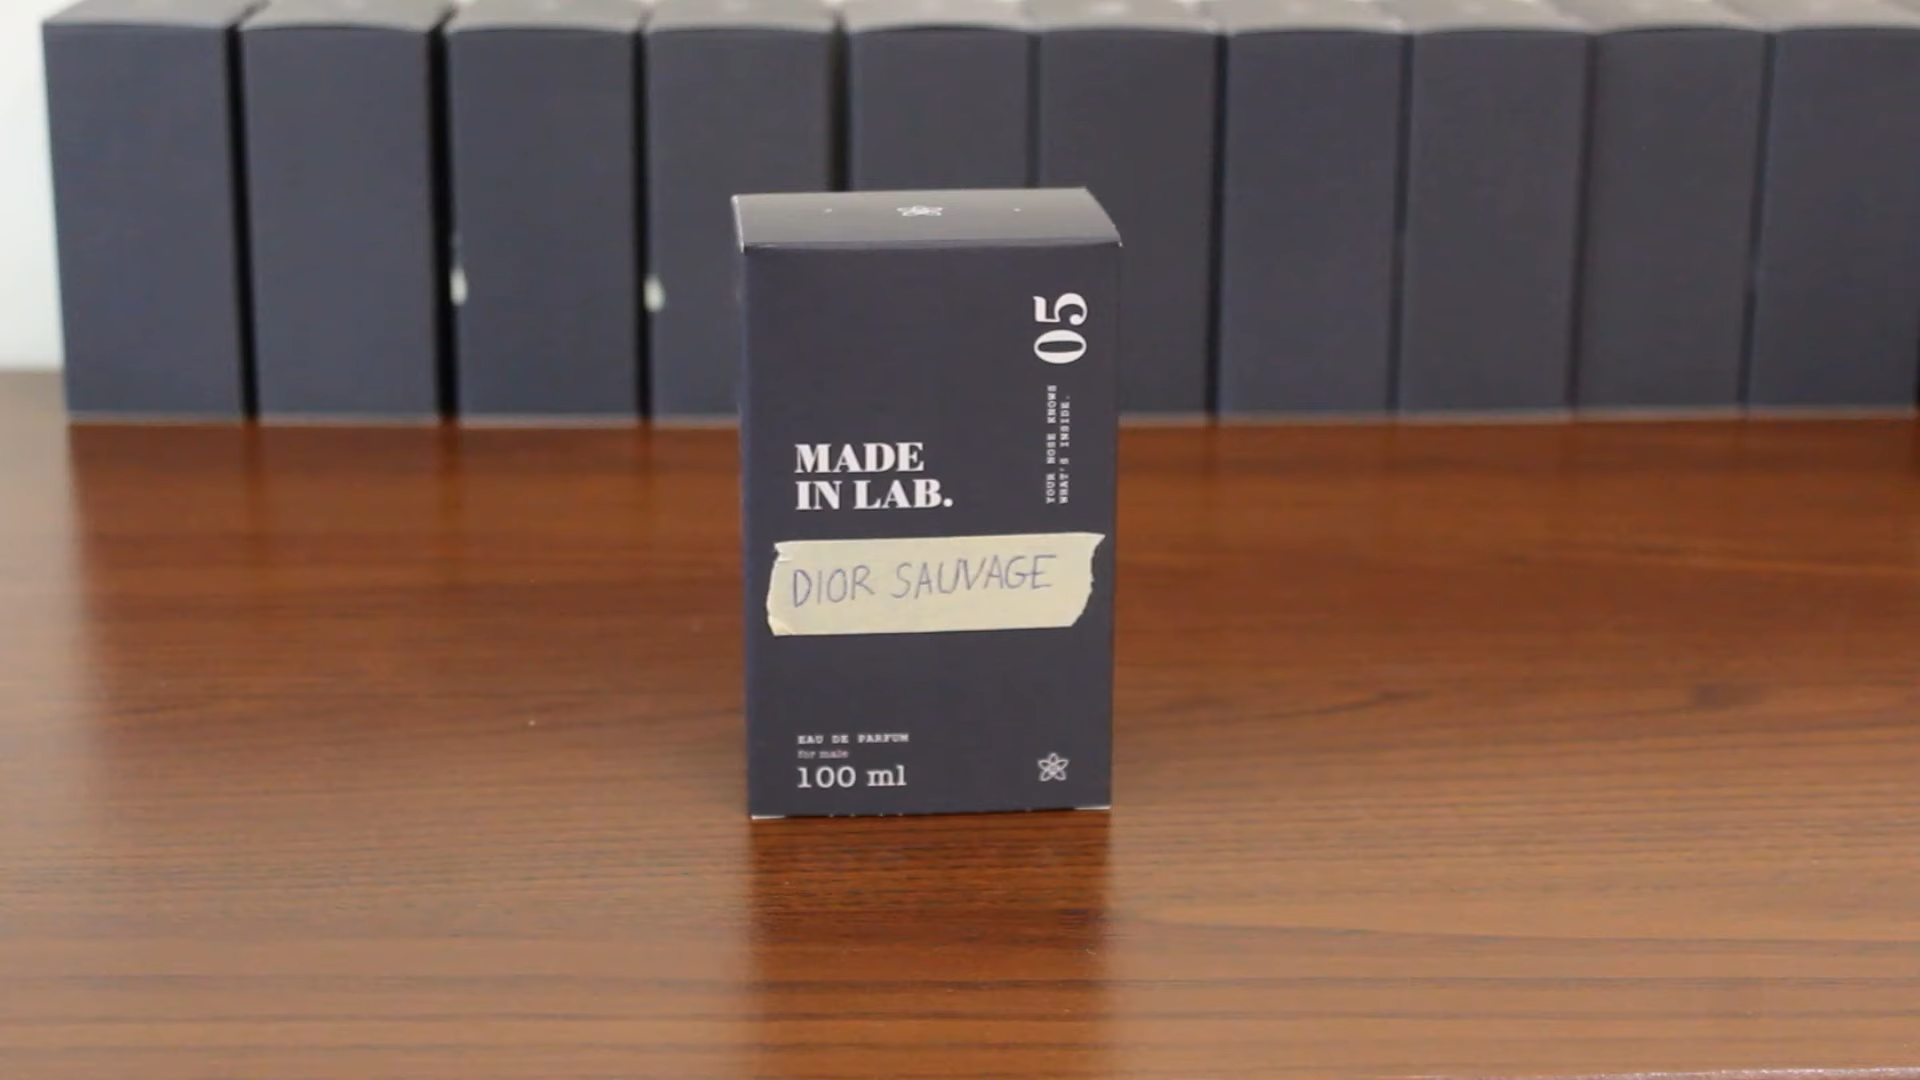 05
YOUR NOSE KNOWS
WHAT'S INSIDE.
MADE
IN LAB.
DIOR SAUVAGE
EAU DE PARFUM
for male
100 ml